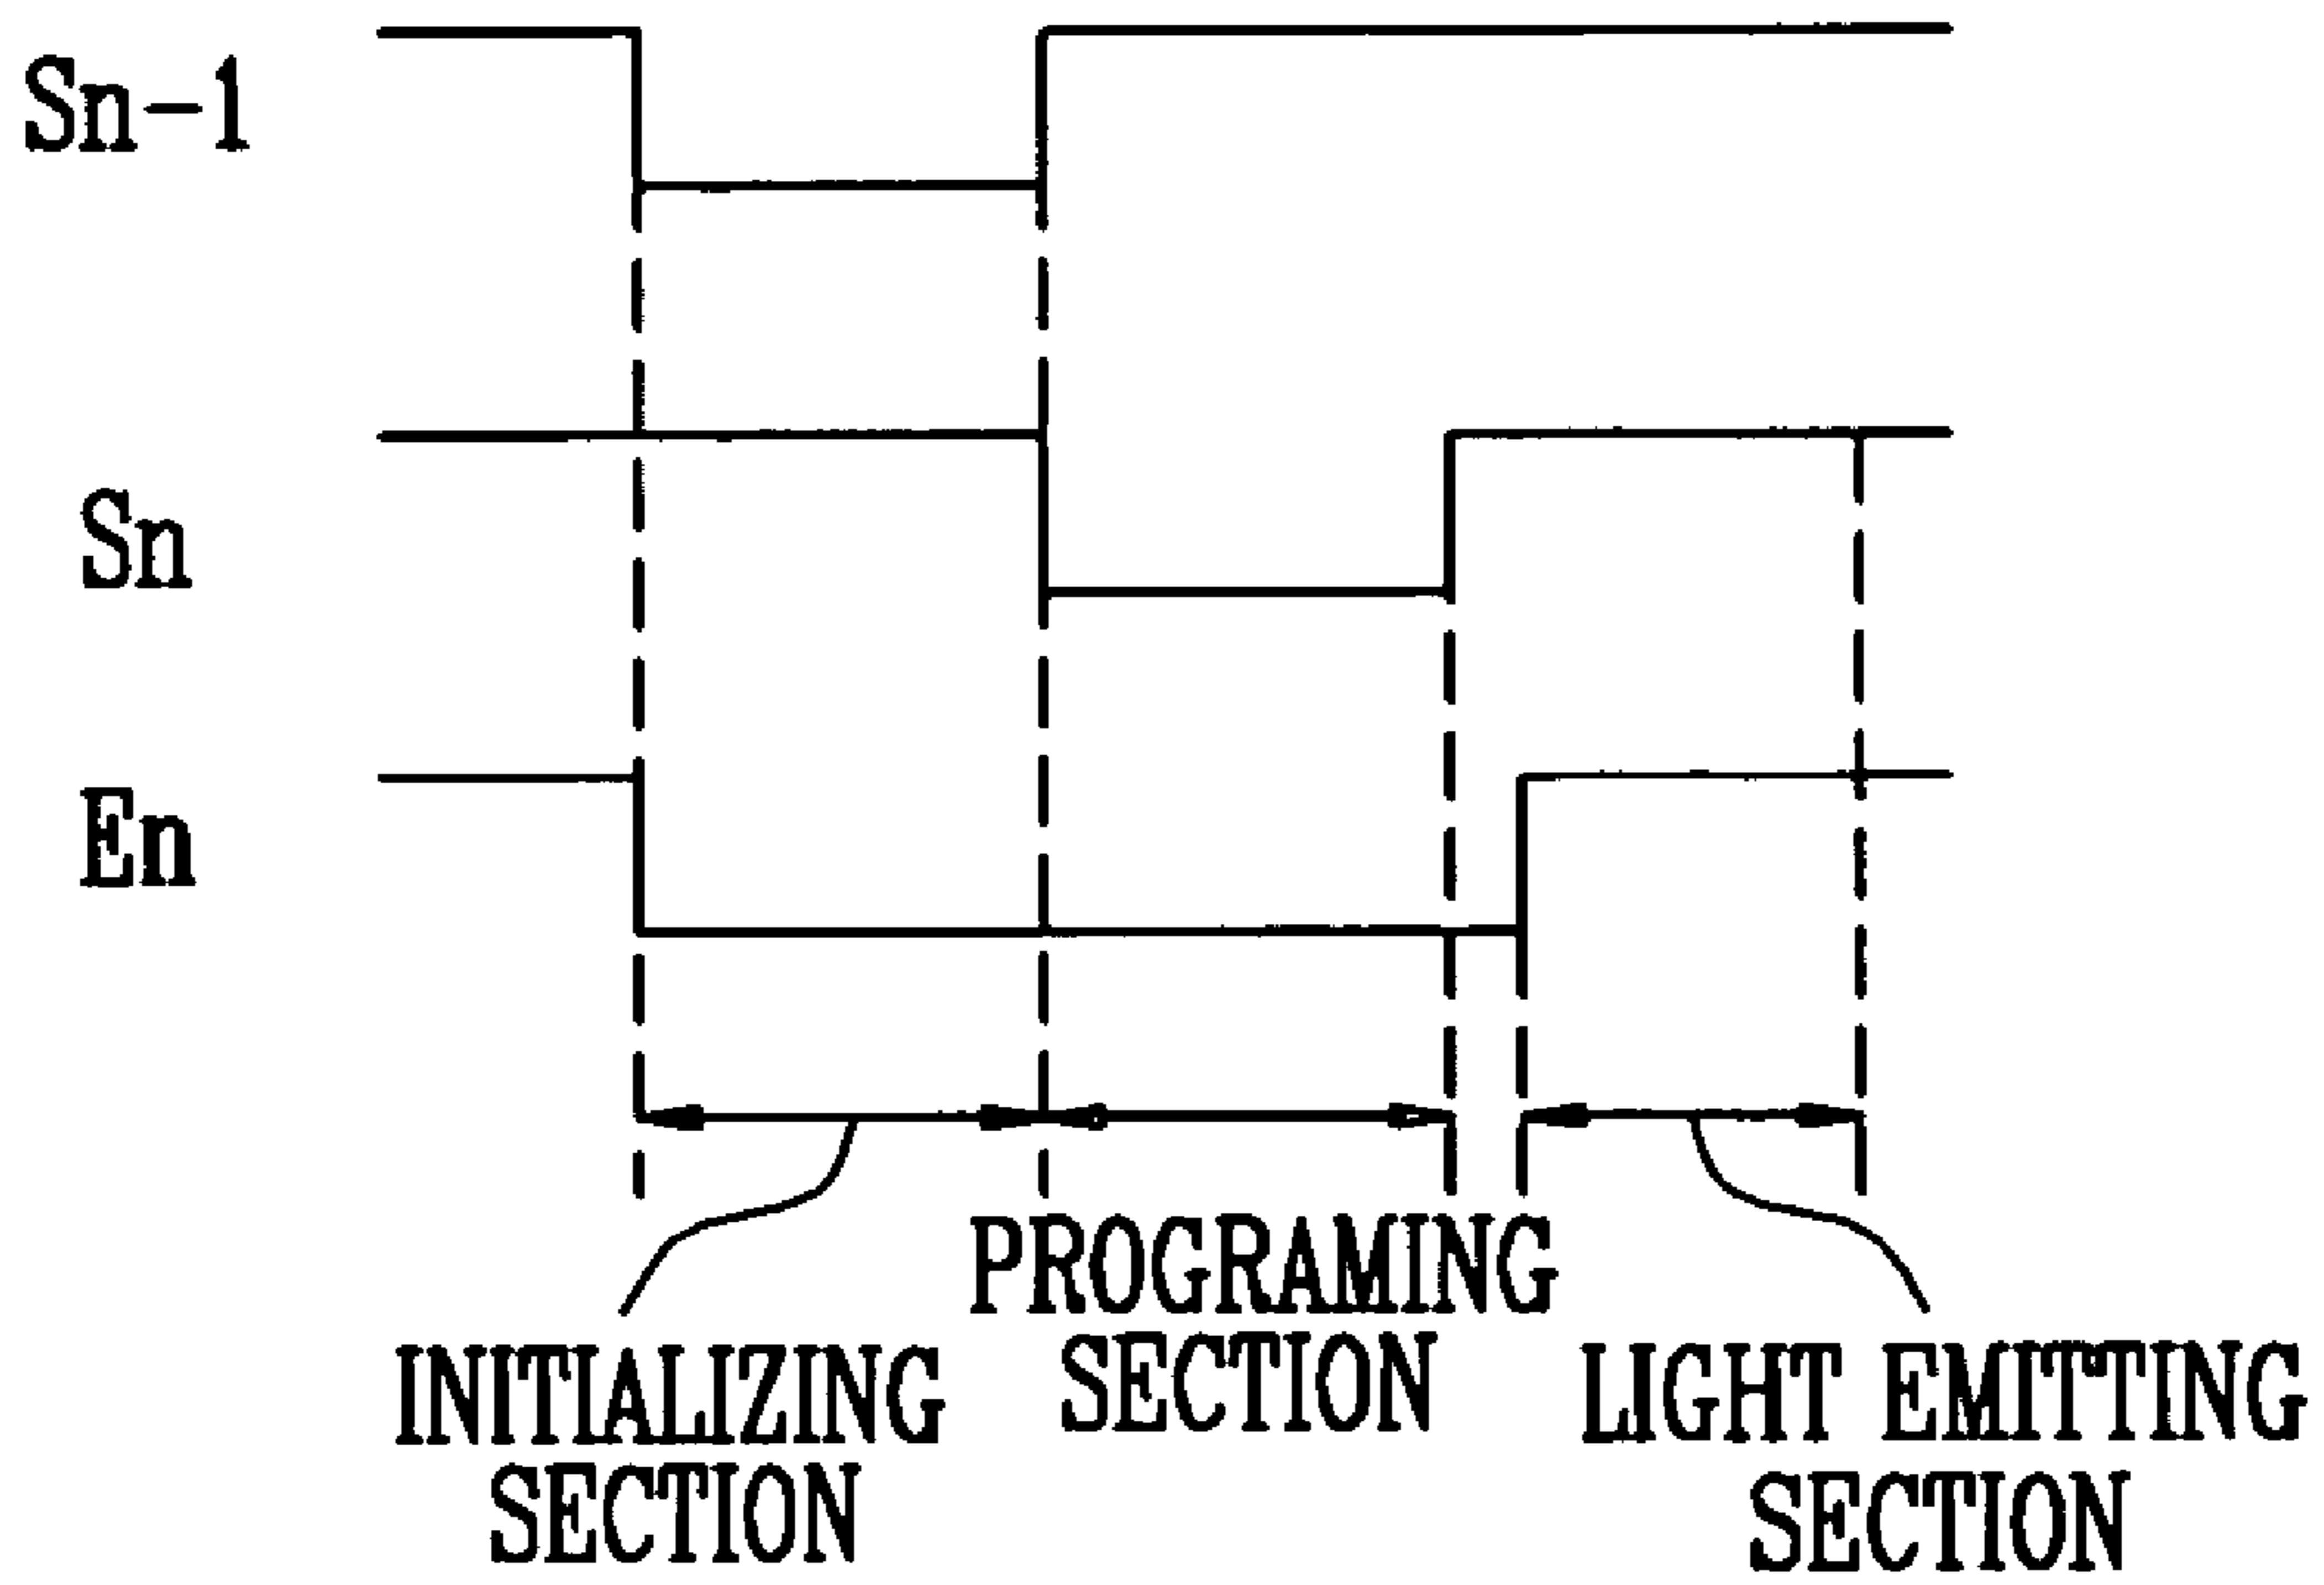 Sn-1
Sn
En
PROGRAMING
SECTION
INITIALIZING
SECTION
LIGHT EMITTING
SECTION